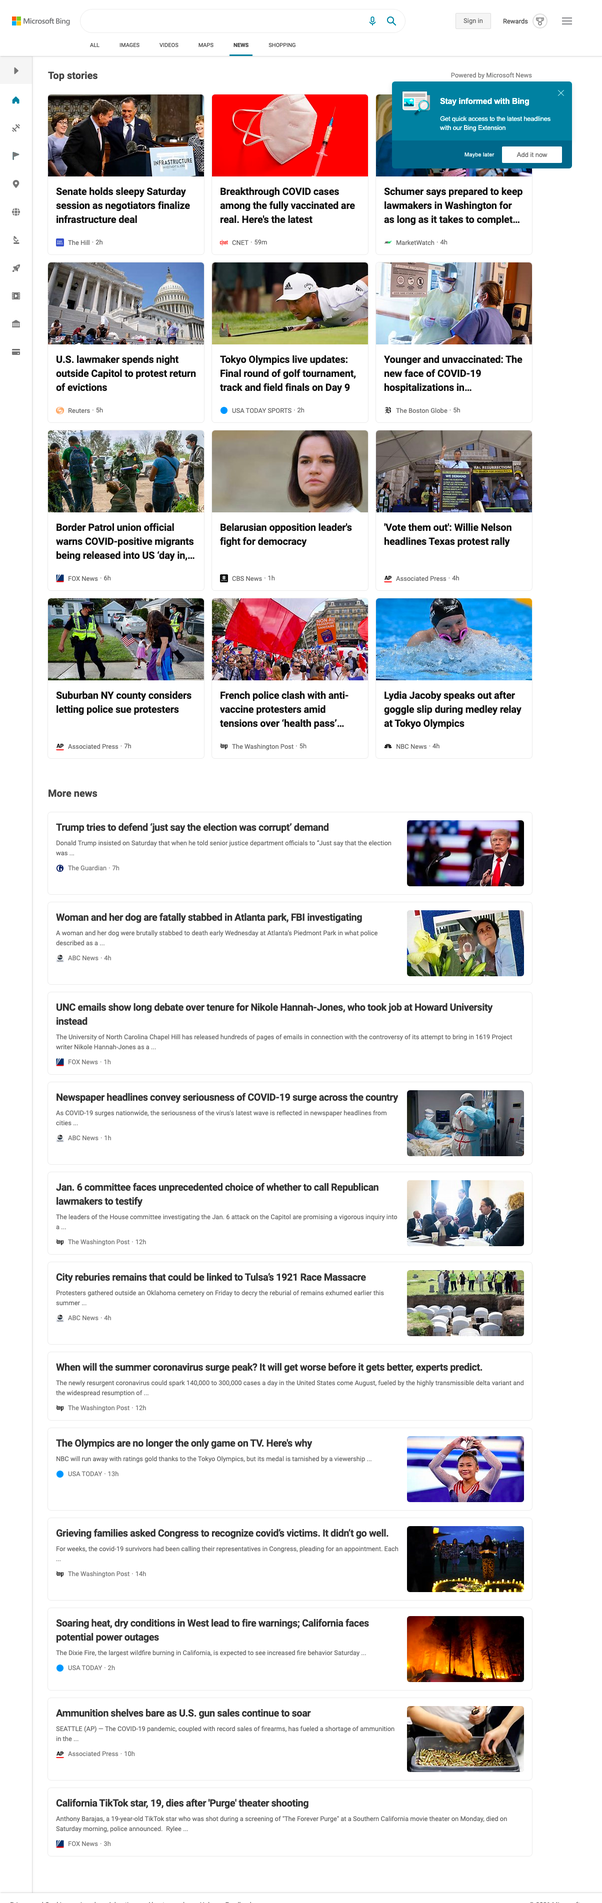 Microsoft Bing
Sign in
Rewards
ALL
IMAGES
VIDEOS
MAPS
NEWS
SHOPPING
Top stories
Powered by Microsoft News
Stay informed with Bing
Get quick access to the latest headlines
with our Bing Extension
Maybe later
Add it now
INFRASTRUCTURE
Senate holds sleepy Saturday
session as negotiators finalize
infrastructure deal
The Hill · 2h
Breakthrough COVID cases
among the fully vaccinated are
real. Here's the latest
CNET · 59m
Schumer says prepared to keep
lawmakers in Washington for
as long as it takes to complet...
MarketWatch · 4h
U.S. lawmaker spends night
outside Capitol to protest return
of evictions
Reuters · 5h
Tokyo Olympics live updates:
Final round of golf tournament,
track and field finals on Day 9
USA TODAY SPORTS · 2h
Younger and unvaccinated: The
new face of COVID-19
hospitalizations in...
The Boston Globe · 5h
Border Patrol union official
warns COVID-positive migrants
being released into US 'day in,...
FOX News · 6h
Belarusian opposition leader's
fight for democracy
CBS News · 1h
'Vote them out': Willie Nelson
headlines Texas protest rally
AP
Associated Press · 4h
Suburban NY county considers
letting police sue protesters
AP
Associated Press · 7h
French police clash with anti-
vaccine protesters amid
tensions over 'health pass'...
wp
The Washington Post · 5h
Lydia Jacoby speaks out after
goggle slip during medley relay
at Tokyo Olympics
NBC News · 4h
More news
Trump tries to defend 'just say the election was corrupt' demand
Donald Trump insisted on Saturday that when he told senior justice department officials to "Just say that the election
was ...
The Guardian · 7h
Woman and her dog are fatally stabbed in Atlanta park, FBI investigating
A woman and her dog were brutally stabbed to death early Wednesday at Atlanta's Piedmont Park in what police
described as a ...
ABC News · 4h
UNC emails show long debate over tenure for Nikole Hannah-Jones, who took job at Howard University
instead
The University of North Carolina Chapel Hill has released hundreds of pages of emails in connection with the controversy of its attempt to bring in 1619 Project
writer Nikole Hannah-Jones as a ...
FOX News · 1h
Newspaper headlines convey seriousness of COVID-19 surge across the country
As COVID-19 surges nationwide, the seriousness of the virus's latest wave is reflected in newspaper headlines from
cities ...
ABC News · 1h
Jan. 6 committee faces unprecedented choice of whether to call Republican
lawmakers to testify
The leaders of the House committee investigating the Jan. 6 attack on the Capitol are promising a vigorous inquiry into
a ...
wp
The Washington Post · 12h
City reburies remains that could be linked to Tulsa's 1921 Race Massacre
Protesters gathered outside an Oklahoma cemetery on Friday to decry the reburial of remains exhumed earlier this
summer ...
ABC News · 4h
When will the summer coronavirus surge peak? It will get worse before it gets better, experts predict.
The newly resurgent coronavirus could spark 140,000 to 300,000 cases a day in the United States come August, fueled by the highly transmissible delta variant and
the widespread resumption of ...
wp
The Washington Post · 12h
The Olympics are no longer the only game on TV. Here's why
NBC will run away with ratings gold thanks to the Tokyo Olympics, but its medal is tarnished by a viewership ...
USA TODAY · 13h
Grieving families asked Congress to recognize covid's victims. It didn't go well.
For weeks, the covid-19 survivors had been calling their representatives in Congress, pleading for an appointment. Each
...
wp
The Washington Post · 14h
Soaring heat, dry conditions in West lead to fire warnings; California faces
potential power outages
The Dixie Fire, the largest wildfire burning in California, is expected to see increased fire behavior Saturday ...
USA TODAY · 2h
Ammunition shelves bare as U.S. gun sales continue to soar
SEATTLE (AP) — The COVID-19 pandemic, coupled with record sales of firearms, has fueled a shortage of ammunition
in the ...
AP
Associated Press · 10h
California TikTok star, 19, dies after 'Purge' theater shooting
Anthony Barajas, a 19-year-old TikTok star who was shot during a screening of "The Forever Purge" at a Southern California movie theater on Monday, died on
Saturday morning, police announced. Rylee ...
FOX News · 3h